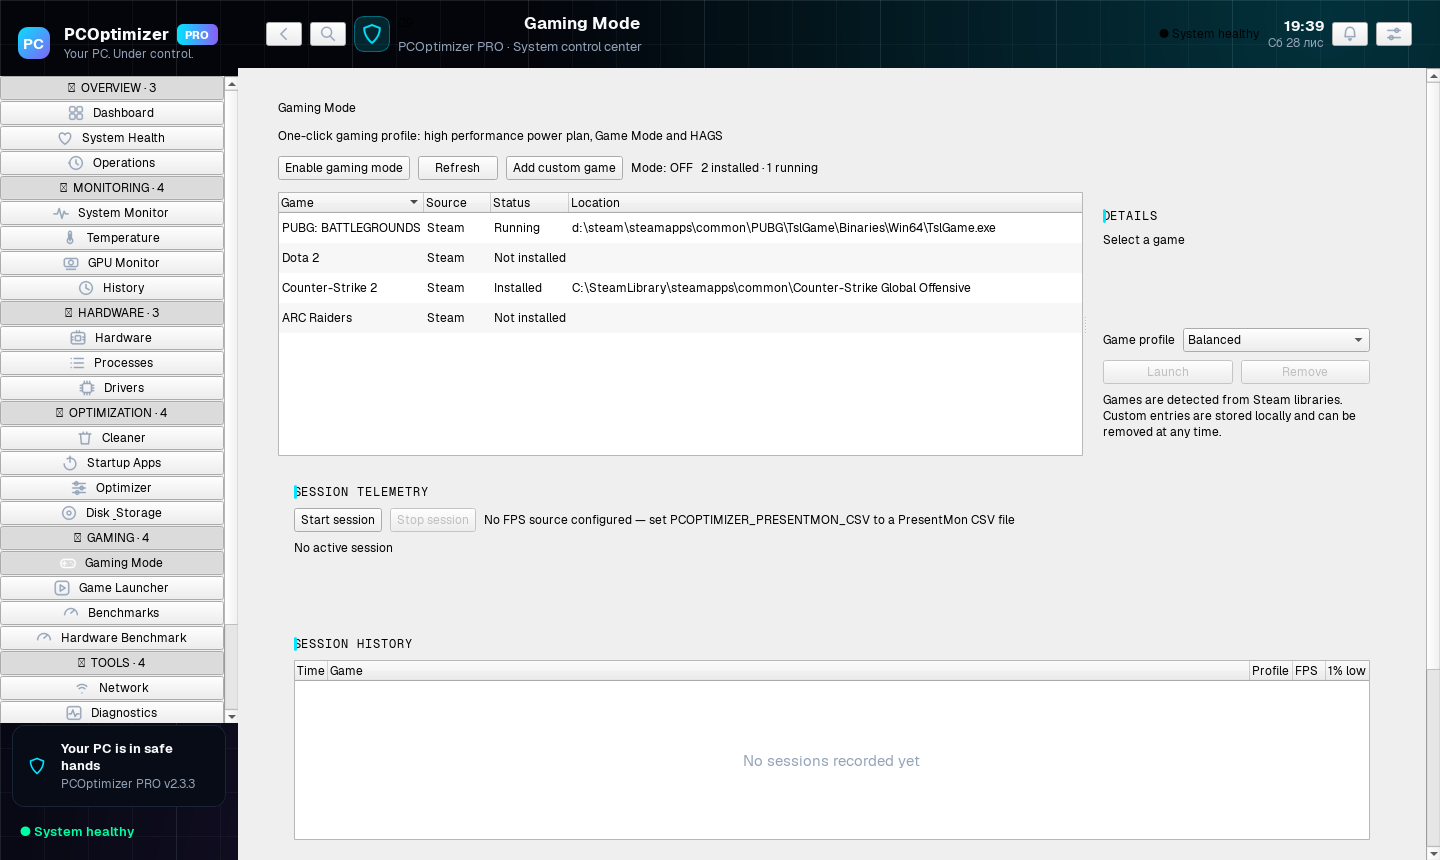 PC
PCOptimizer PRO
Your PC. Under control.
OVERVIEW · 3
Dashboard
System Health
Operations
MONITORING · 4
System Monitor
Temperature
GPU Monitor
History
HARDWARE · 3
Hardware
Processes
Drivers
OPTIMIZATION · 4
Cleaner
Startup Apps
Optimizer
Disk _Storage
GAMING · 4
Gaming Mode
Game Launcher
Benchmarks
Hardware Benchmark
TOOLS · 4
Network
Diagnostics
Your PC is in safe
hands
PCOptimizer PRO v2.3.3
● System healthy
Gaming Mode
PCOptimizer PRO · System control center
● System healthy
19:39
Сб 28 лис
Gaming Mode
One-click gaming profile: high performance power plan, Game Mode and HAGS
Enable gaming mode Refresh Add custom game Mode: OFF 2 installed · 1 running
Game Source Status Location
PUBG: BATTLEGROUNDS Steam Running d:\steam\steamapps\common\PUBG\TslGame\Binaries\Win64\TslGame.exe
Dota 2 Steam Not installed
Counter-Strike 2 Steam Installed C:\SteamLibrary\steamapps\common\Counter-Strike Global Offensive
ARC Raiders Steam Not installed
DETAILS
Select a game
Game profile Balanced
Launch Remove
Games are detected from Steam libraries.
Custom entries are stored locally and can be
removed at any time.
SESSION TELEMETRY
Start session Stop session No FPS source configured — set PCOPTIMIZER_PRESENTMON_CSV to a PresentMon CSV file
No active session
SESSION HISTORY
Time Game Profile FPS 1% low
No sessions recorded yet